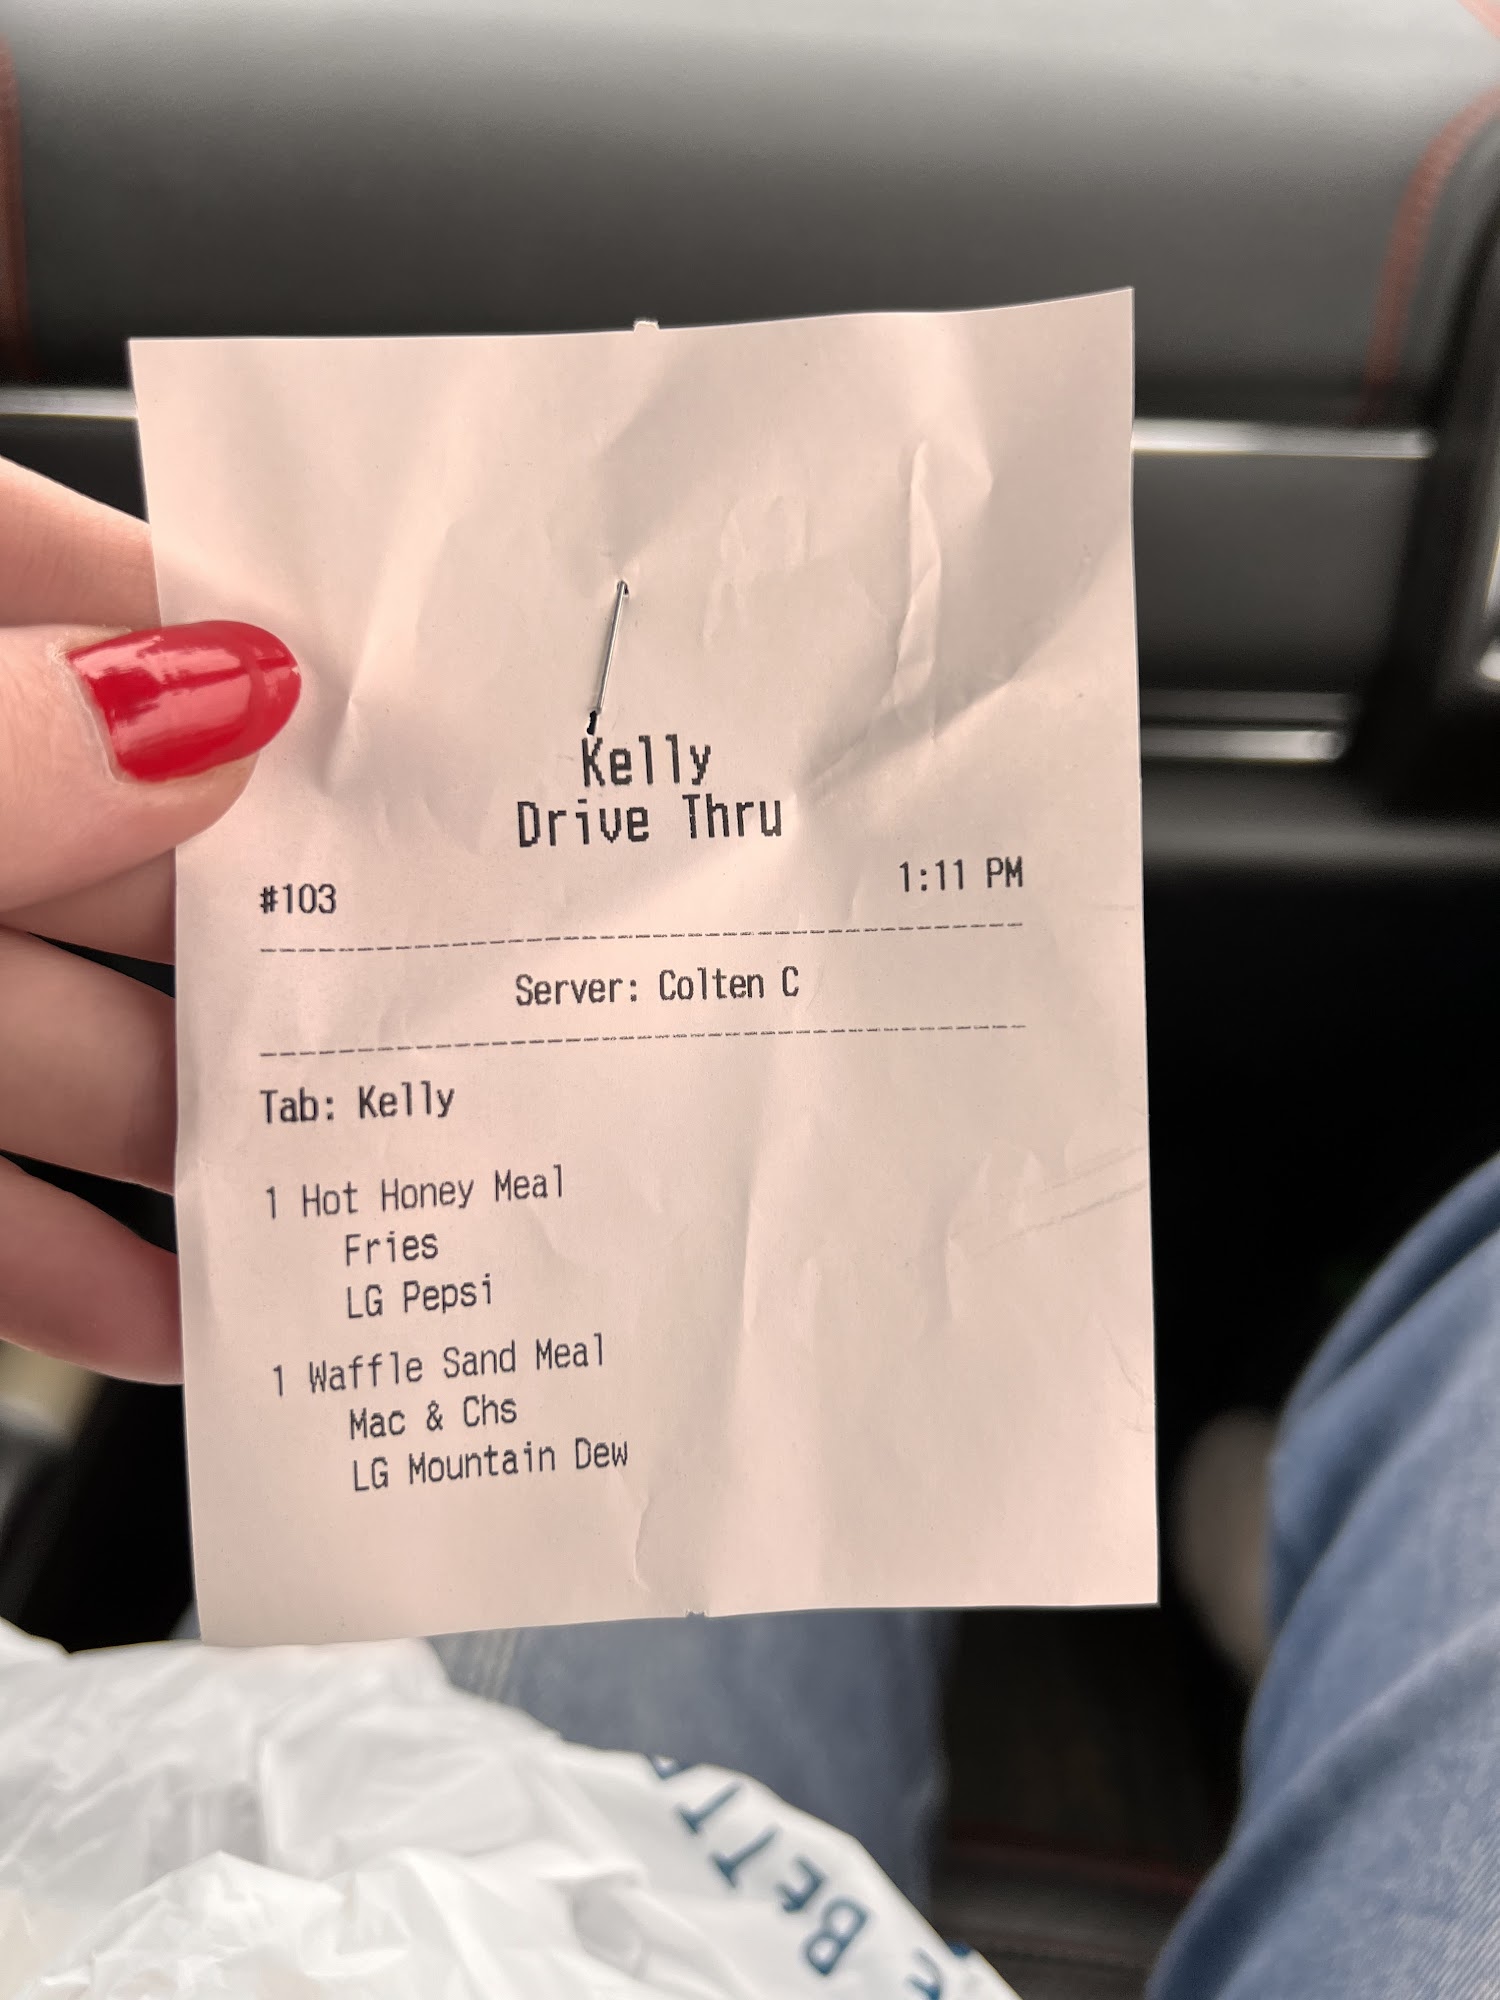 Kelly
Drive Thru
#103 1:11 PM
Server: Colten C
Tab: Kelly
1 Hot Honey Meal
Fries
LG Pepsi
1 Waffle Sand Meal
Mac & Chs
LG Mountain Dew